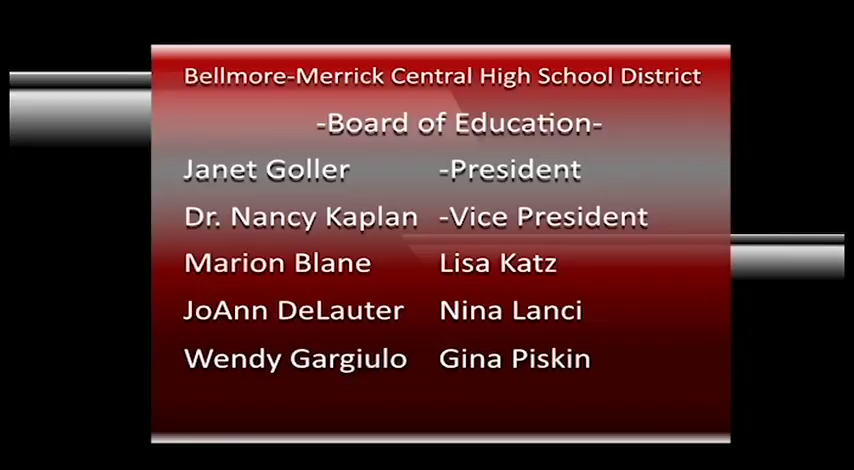 Bellmore-Merrick Central High School District
-Board of Education-
Janet Goller -President
Dr. Nancy Kaplan -Vice President
Marion Blane Lisa Katz
JoAnn DeLauter Nina Lanci
Wendy Gargiulo Gina Piskin